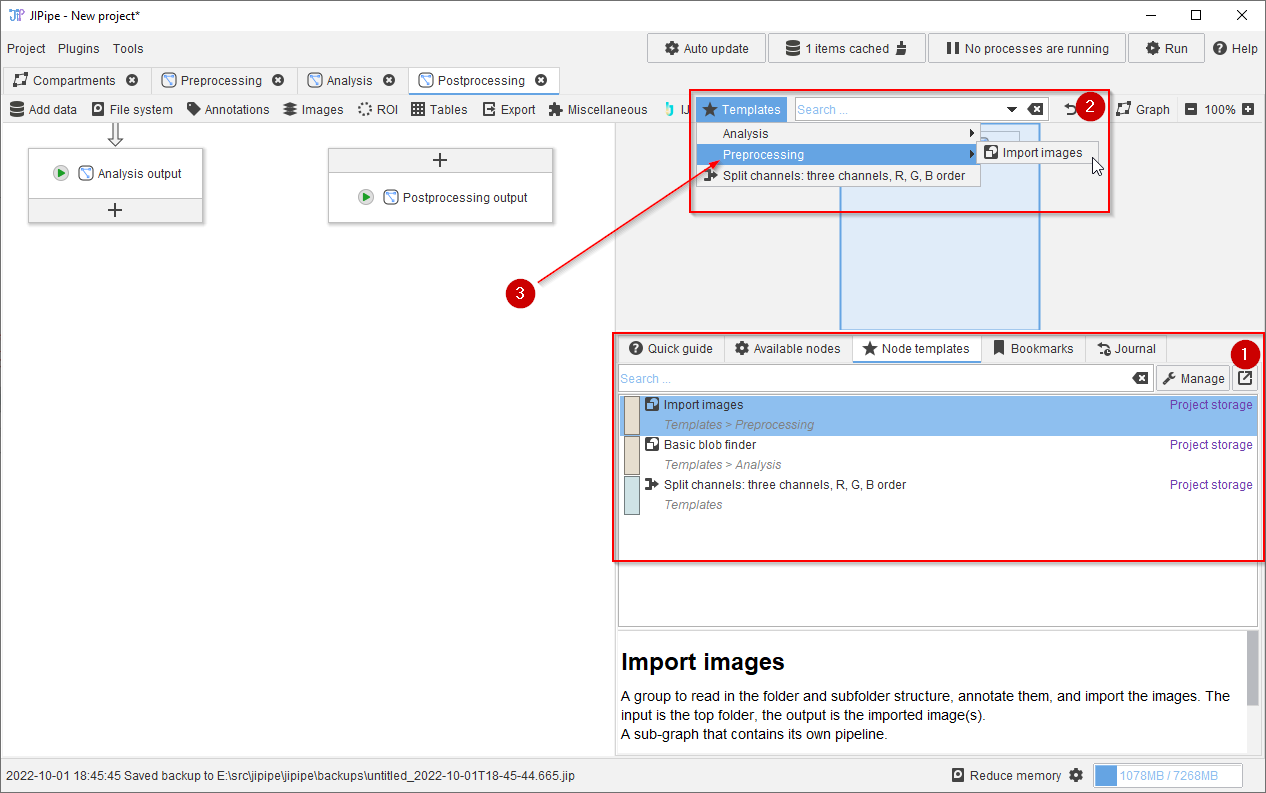 JIPipe - New project*
Project Plugins Tools Auto update 1 items cached No processes are running Run Help
Compartments Preprocessing Analysis Postprocessing
Add data File system Annotations Images ROI Tables Export Miscellaneous IJ Templates Search ... 2 Graph 100%
Analysis
Preprocessing Import images
Split channels: three channels, R, G, B order
Analysis output
Postprocessing output
3
Quick guide Available nodes Node templates Bookmarks Journal 1
Search ... Manage
Import images Project storage
Templates > Preprocessing
Basic blob finder Project storage
Templates > Analysis
Split channels: three channels, R, G, B order Project storage
Templates
Import images
A group to read in the folder and subfolder structure, annotate them, and import the images. The
input is the top folder, the output is the imported image(s).
A sub-graph that contains its own pipeline.
2022-10-01 18:45:45 Saved backup to E:\src\jipipe\jipipe\backups\untitled_2022-10-01T18-45-44.665.jip Reduce memory 1078MB / 7268MB